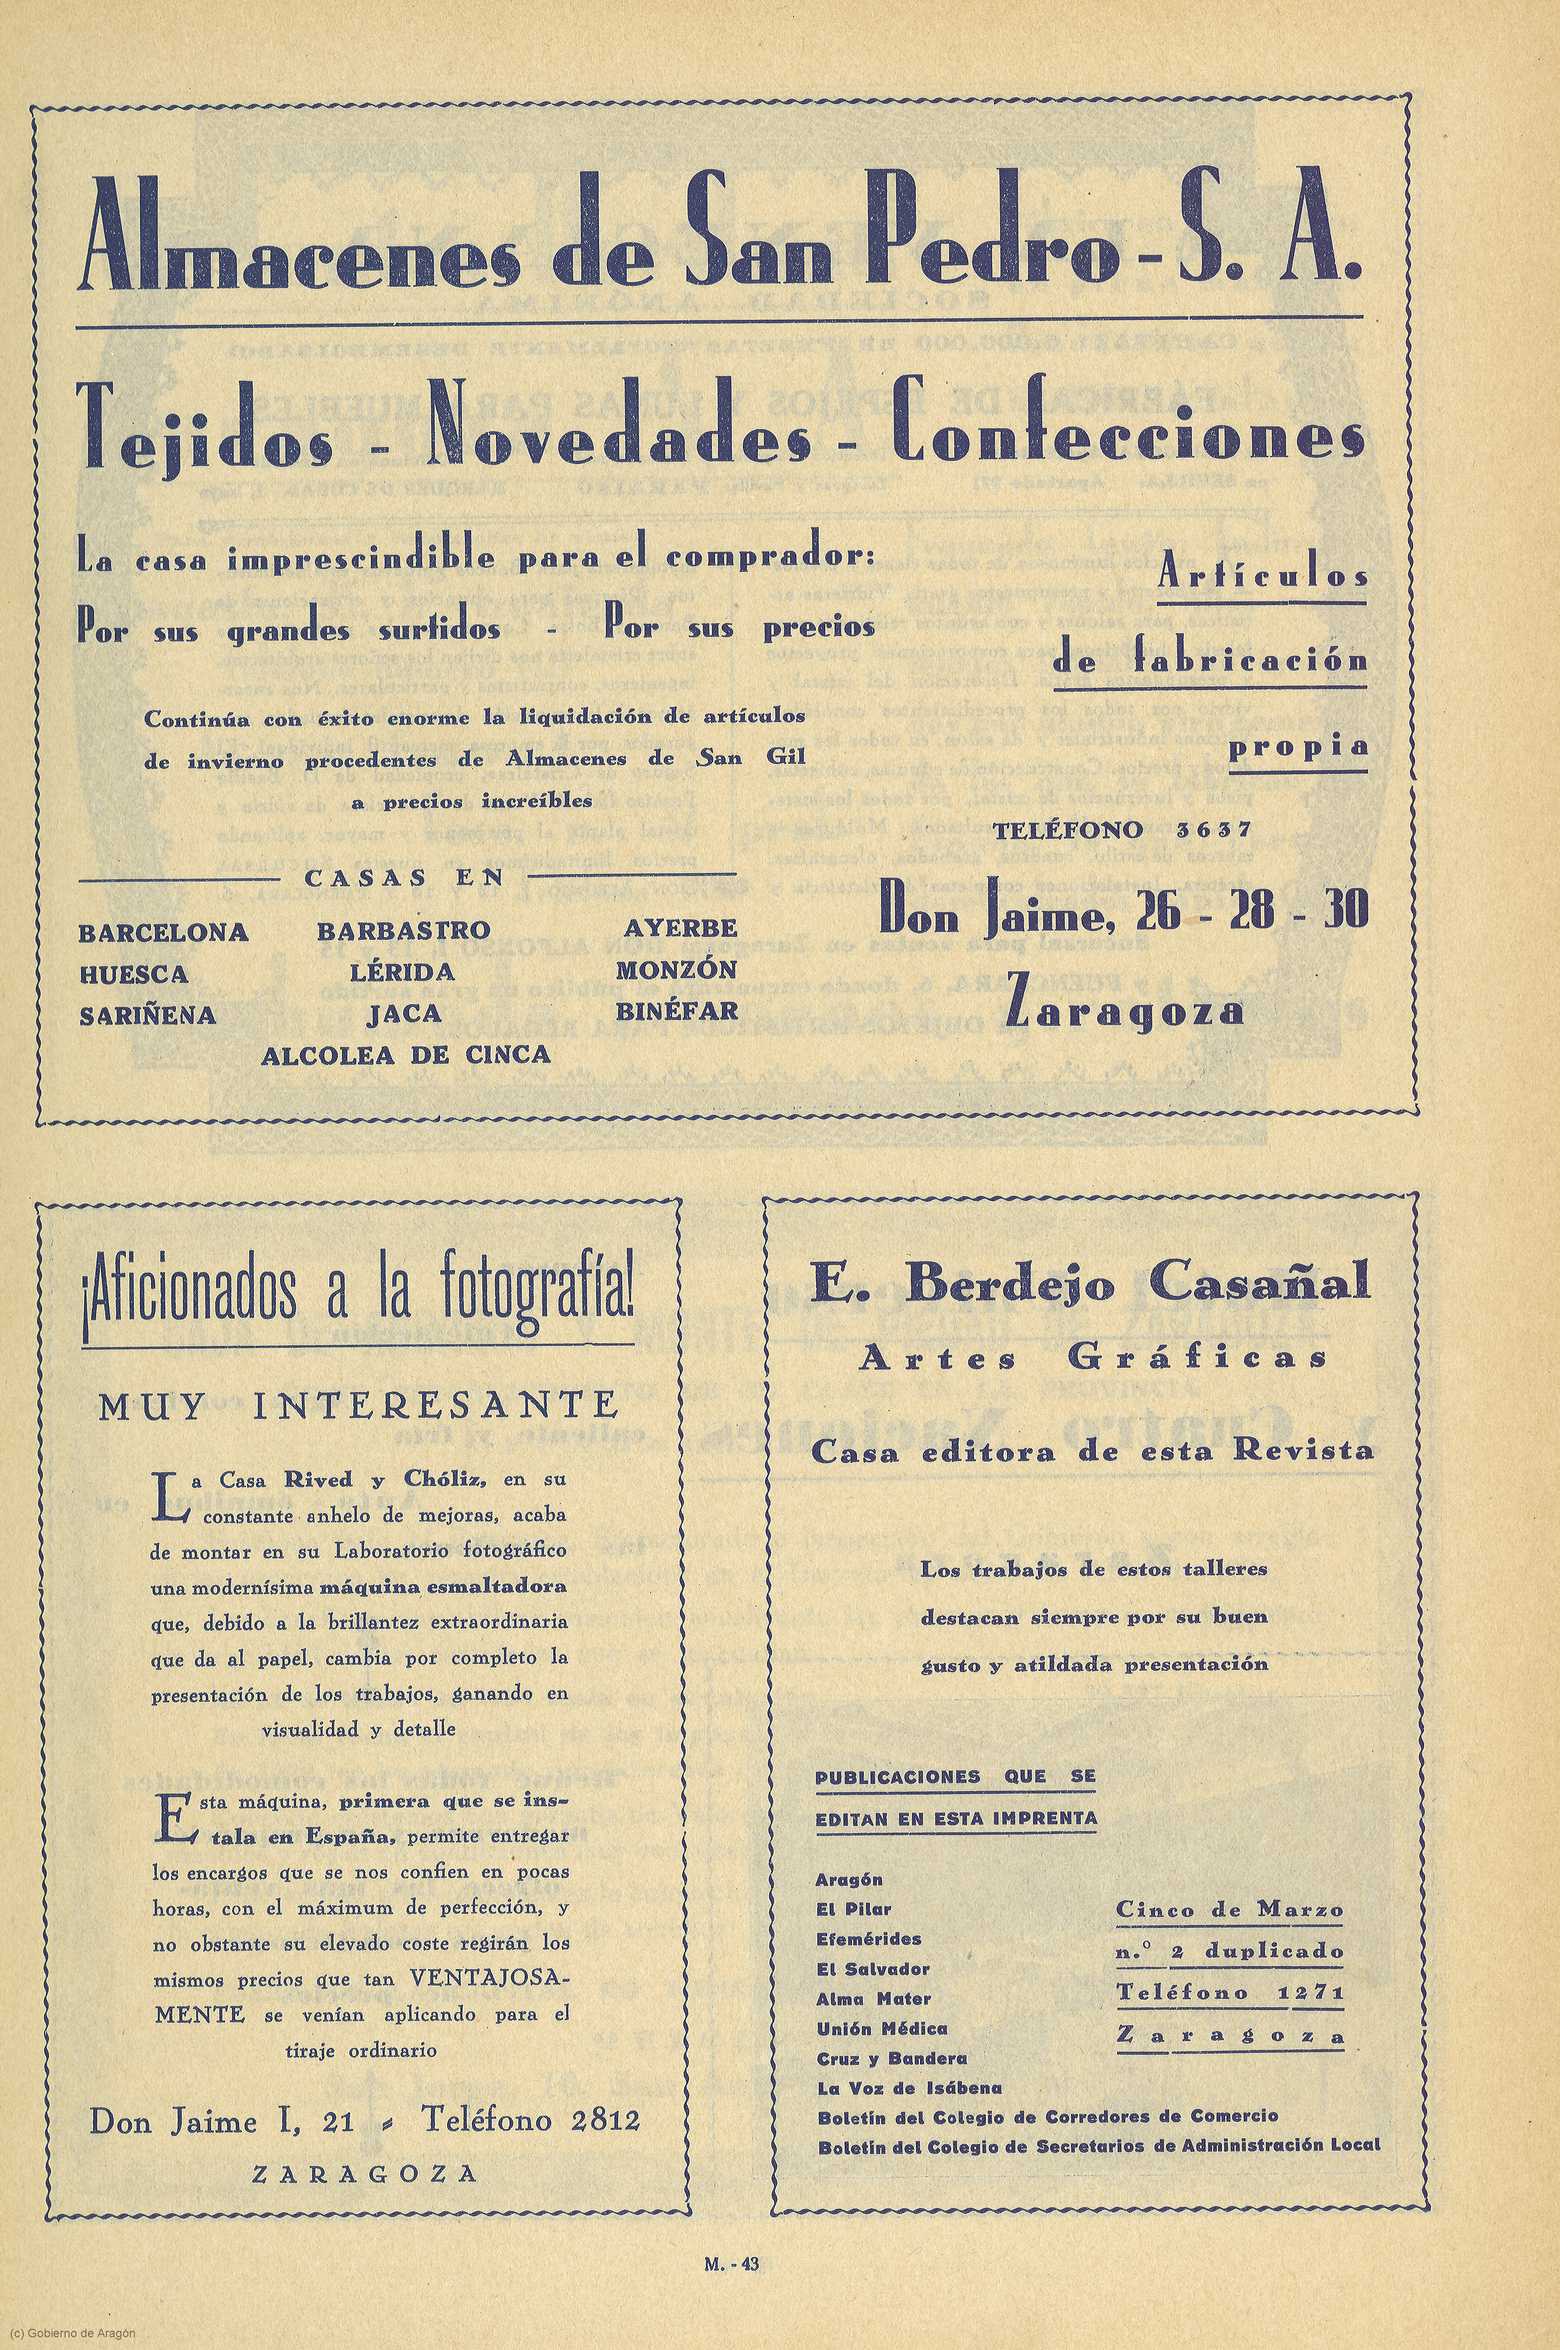 Almacenes de San Pedro - S. A.
Tejidos - Novedades - Confecciones
La casa imprescindible para el comprador:
Por sus grandes surtidos - Por sus precios
Continúa con éxito enorme la liquidación de artículos
de invierno procedentes de Almacenes de San Gil
a precios increíbles
CASAS EN
BARCELONA BARBASTRO AYERBE
HUESCA LÉRIDA MONZÓN
SARIÑENA JACA BINÉFAR
ALCOLEA DE CINCA
Artículos
de fabricación
propia
TELÉFONO 3637
Don Jaime, 26 - 28 - 30
Zaragoza
¡Aficionados a la fotografía!
MUY INTERESANTE
La Casa Rived y Chóliz, en su
constante anhelo de mejoras, acaba
de montar en su Laboratorio fotográfico
una modernísima máquina esmaltadora
que, debido a la brillantez extraordinaria
que da al papel, cambia por completo la
presentación de los trabajos, ganando en
visualidad y detalle
Esta máquina, primera que se ins-
tala en España, permite entregar
los encargos que se nos confien en pocas
horas, con el máximum de perfección, y
no obstante su elevado coste regirán los
mismos precios que tan VENTAJOSA-
MENTE se venían aplicando para el
tiraje ordinario
Don Jaime I, 21 - Teléfono 2812
ZARAGOZA
E. Berdejo Casañal
Artes Gráficas
Casa editora de esta Revista
Los trabajos de estos talleres
destacan siempre por su buen
gusto y atildada presentación
PUBLICACIONES QUE SE
EDITAN EN ESTA IMPRENTA
Aragón
El Pilar
Efemérides
El Salvador
Alma Mater
Unión Médica
Cruz y Bandera
La Voz de Isábena
Boletín del Colegio de Corredores de Comercio
Boletín del Colegio de Secretarios de Administración Local
Cinco de Marzo
n.º 2 duplicado
Teléfono 1271
Zaragoza
M. - 43
(c) Gobierno de Aragón